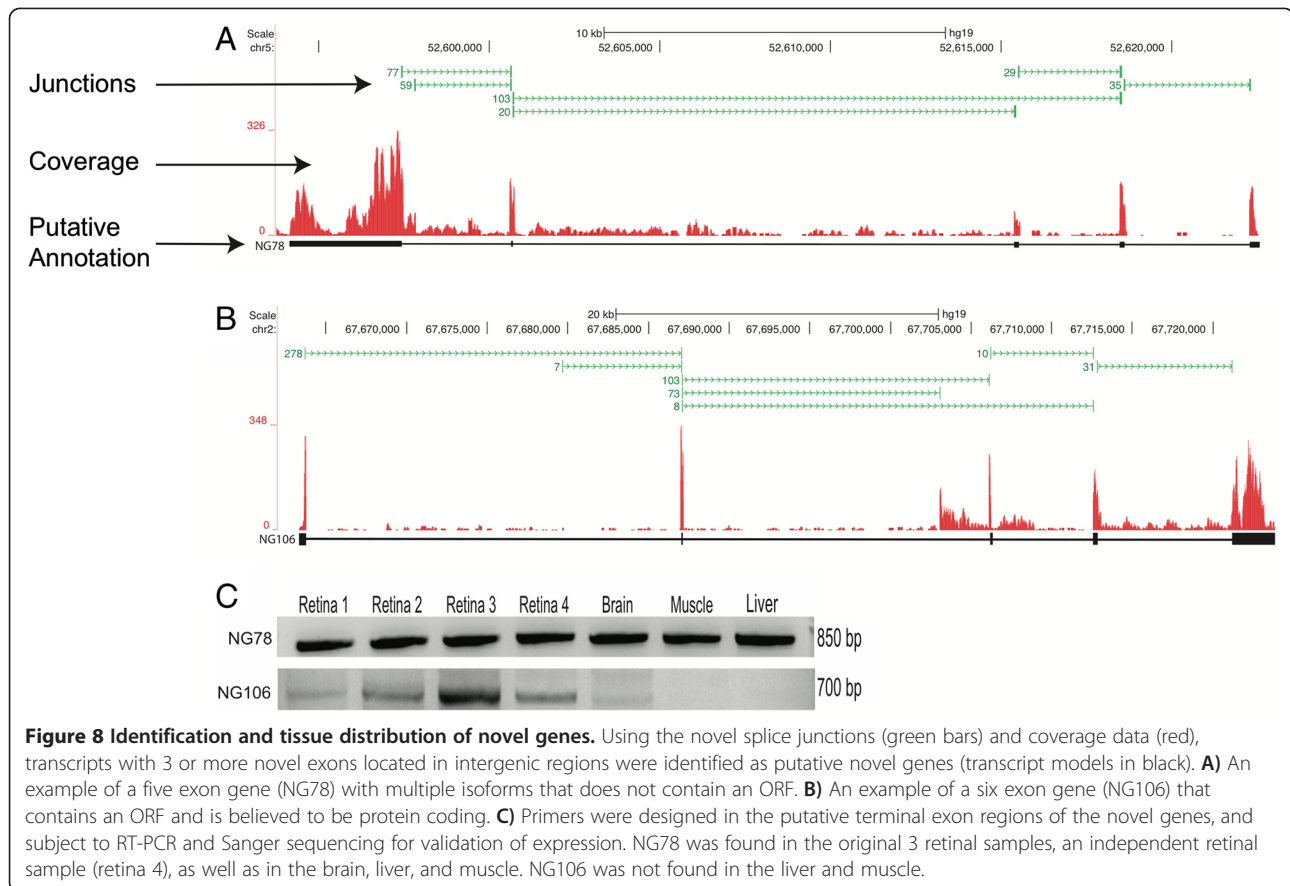 A
Scale
10 kb
hg19
chr5:
52,600,000
52,605,000
52,610,000
52,615,000
52,620,000
Junctions
77
29
59
35
103
20
326
Coverage
0
Putative
Annotation
NG78
B
Scale
20 kb
hg19
chr2:
67,670,000
67,675,000
67,680,000
67,685,000
67,690,000
67,695,000
67,700,000
67,705,000
67,710,000
67,715,000
67,720,000
278
10
7
31
103
73
8
348
0
NG106
C
Retina 1 Retina 2 Retina 3 Retina 4 Brain Muscle Liver
NG78
850 bp
NG106
700 bp
Figure 8 Identification and tissue distribution of novel genes. Using the novel splice junctions (green bars) and coverage data (red),
transcripts with 3 or more novel exons located in intergenic regions were identified as putative novel genes (transcript models in black). A) An
example of a five exon gene (NG78) with multiple isoforms that does not contain an ORF. B) An example of a six exon gene (NG106) that
contains an ORF and is believed to be protein coding. C) Primers were designed in the putative terminal exon regions of the novel genes, and
subject to RT-PCR and Sanger sequencing for validation of expression. NG78 was found in the original 3 retinal samples, an independent retinal
sample (retina 4), as well as in the brain, liver, and muscle. NG106 was not found in the liver and muscle.